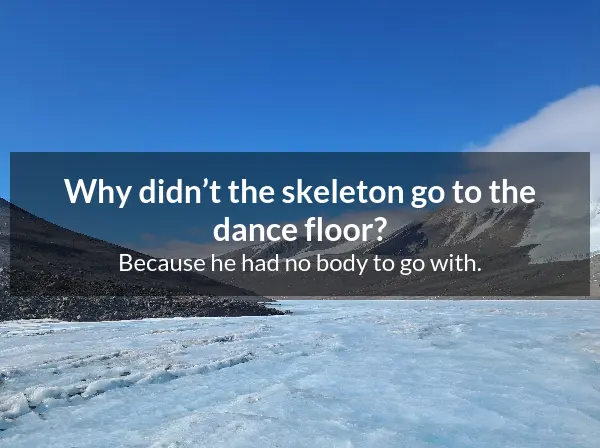 Why didn’t the skeleton go to the
dance floor?
Because he had no body to go with.